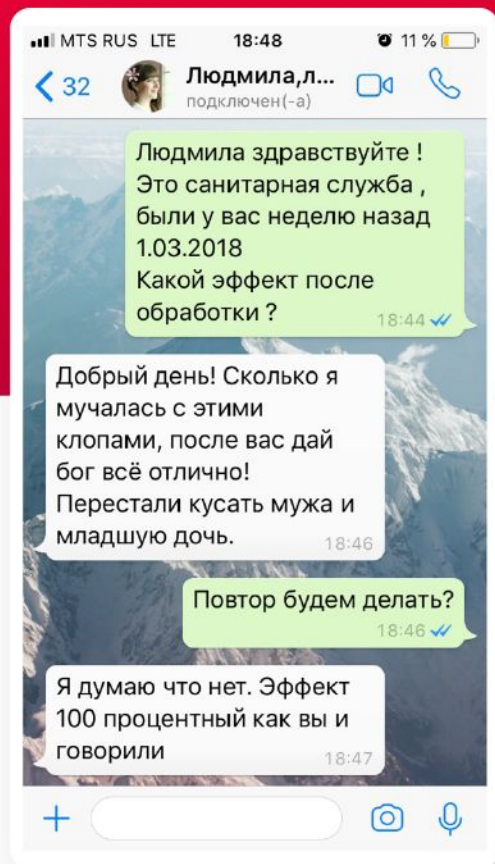 MTS RUS LTE 18:48 11 %
32 Людмила,л...
подключен(-а)
Людмила здравствуйте !
Это санитарная служба ,
были у вас неделю назад
1.03.2018
Какой эффект после
обработки ?
18:44
Добрый день! Сколько я
мучалась с этими
клопами, после вас дай
бог всё отлично!
Перестали кусать мужа и
младшую дочь.
18:46
Повтор будем делать?
18:46
Я думаю что нет. Эффект
100 процентный как вы и
говорили
18:47